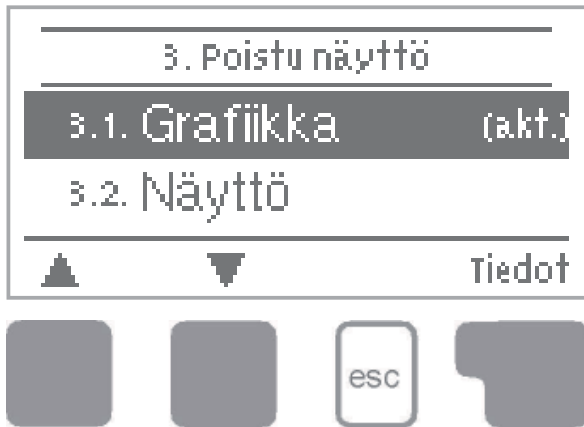 3. Poistu näyttö
3.1. Grafiikka (akt.)
3.2. Näyttö
Tiedot
esc